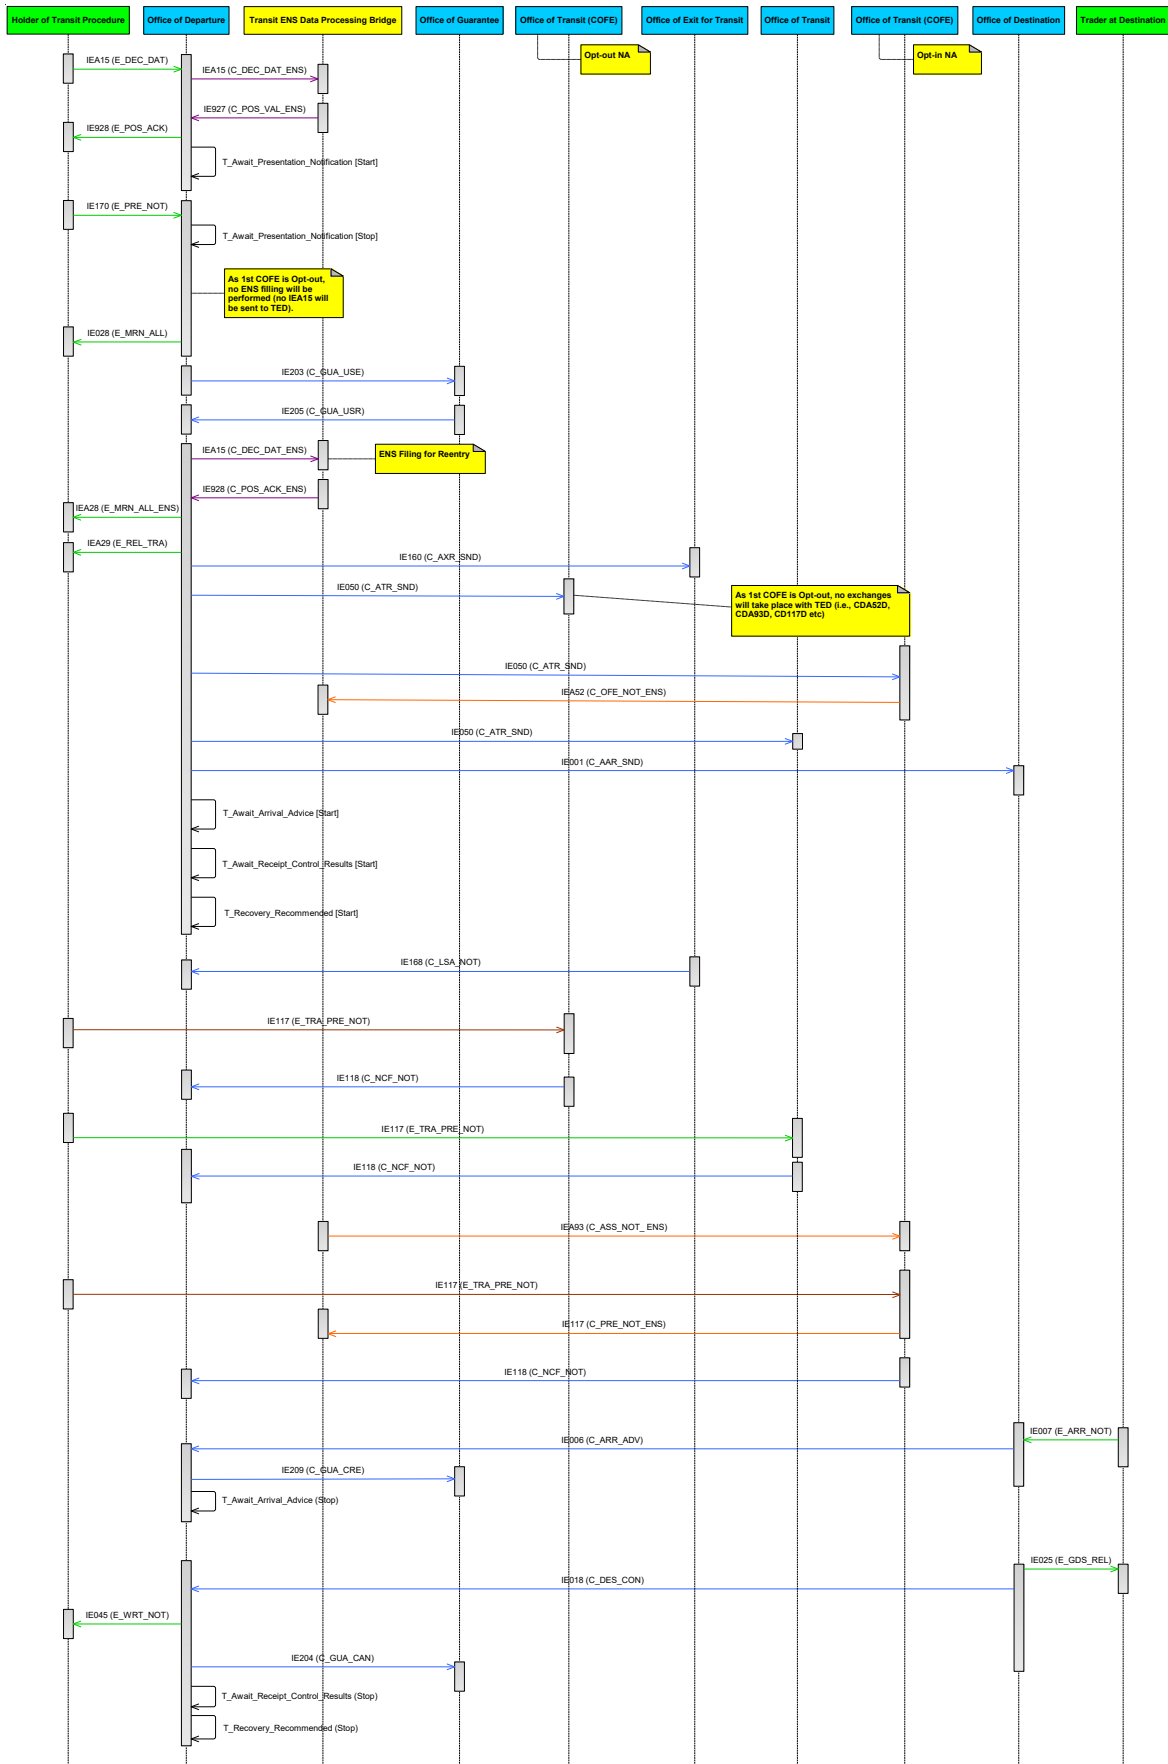 Holder of Transit Procedure
Office of Departure
Transit ENS Data Processing Bridge
Office of Guarantee
Office of Transit (COFE)
Office of Exit for Transit
Office of Transit
Office of Transit (COFE)
Office of Destination
Trader at Destination
Opt-out NA
Opt-in NA
IEA15 (E_DEC_DAT)
IEA15 (C_DEC_DAT_ENS)
IE927 (C_POS_VAL_ENS)
IE928 (E_POS_ACK)
T_Await_Presentation_Notification [Start]
IE170 (E_PRE_NOT)
T_Await_Presentation_Notification [Stop]
As 1st COFE is Opt-out,
no ENS filling will be
performed (no IEA15 will
be sent to TED).
IE028 (E_MRN_ALL)
IE203 (C_GUA_USE)
IE205 (C_GUA_USR)
IEA15 (C_DEC_DAT_ENS)
ENS Filing for Reentry
IE928 (C_POS_ACK_ENS)
IEA28 (E_MRN_ALL_ENS)
IEA29 (E_REL_TRA)
IE160 (C_AXR_SND)
IE050 (C_ATR_SND)
As 1st COFE is Opt-out, no exchanges
will take place with TED (i.e., CDA52D,
CDA93D, CD117D etc)
IE050 (C_ATR_SND)
IEA52 (C_OFE_NOT_ENS)
IE050 (C_ATR_SND)
IE001 (C_AAR_SND)
T_Await_Arrival_Advice [Start]
T_Await_Receipt_Control_Results [Start]
T_Recovery_Recommended [Start]
IE168 (C_LSA_NOT)
IE117 (E_TRA_PRE_NOT)
IE118 (C_NCF_NOT)
IE117 (E_TRA_PRE_NOT)
IE118 (C_NCF_NOT)
IEA93 (C_ASS_NOT_ ENS)
IE117 (E_TRA_PRE_NOT)
IE117 (C_PRE_NOT_ENS)
IE118 (C_NCF_NOT)
IE007 (E_ARR_NOT)
IE006 (C_ARR_ADV)
IE209 (C_GUA_CRE)
T_Await_Arrival_Advice (Stop)
IE025 (E_GDS_REL)
IE018 (C_DES_CON)
IE045 (E_WRT_NOT)
IE204 (C_GUA_CAN)
T_Await_Receipt_Control_Results (Stop)
T_Recovery_Recommended (Stop)